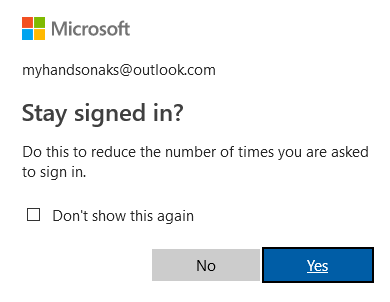 Microsoft
myhandsonaks@outlook.com
Stay signed in?
Do this to reduce the number of times you are asked
to sign in.
Don't show this again
No
Yes